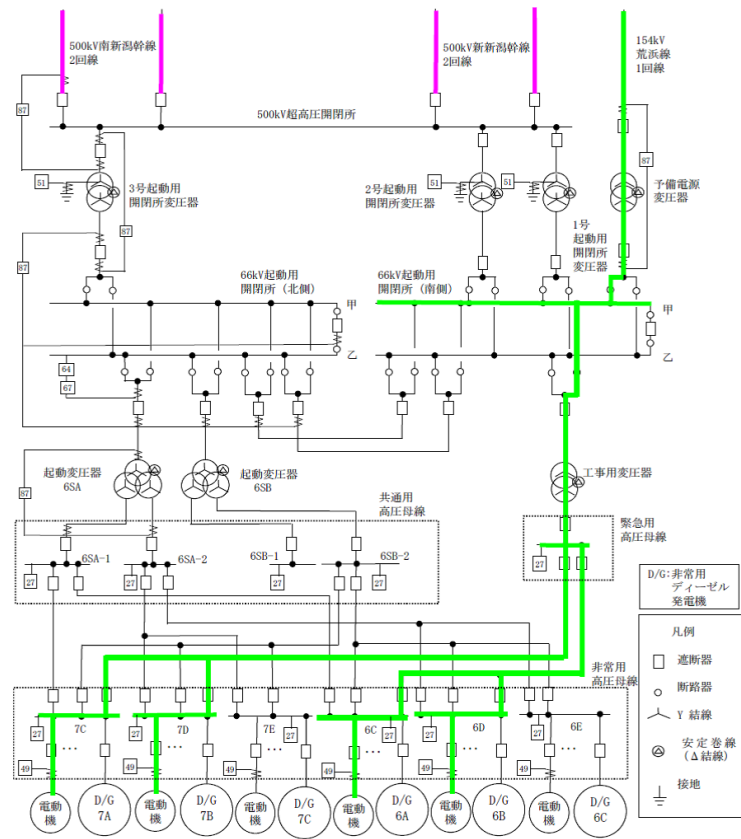 500kV南新潟幹線
2回線
500kV新新潟幹線
2回線
154kV
荒浜線
1回線
87
500kV超高圧開閉所
87
51
3号起動用
開閉所変圧器
51
2号起動用
開閉所変圧器
51
予備電源
変圧器
87
87
1号
起動用
開閉所
変圧器
66kV起動用
開閉所（北側）
66kV起動用
開閉所（南側）
甲
甲
乙
乙
64
67
起動変圧器
6SA
起動変圧器
6SB
工事用変圧器
87
共通用
高圧母線
緊急用
高圧母線
6SA-1
6SA-2
6SB-1
6SB-2
27
27
27
27
27
D/G:非常用
ディーゼル
発電機
凡例
遮断器
断路器
Y 結線
安定巻線
(Δ結線)
接地
非常用
高圧母線
7C
7D
7E
6C
6D
6E
27
27
27
27
27
27
…
…
…
…
…
…
49
49
49
49
49
49
電動
機
D/G
7A
電動
機
D/G
7B
電動
機
D/G
7C
電動
機
D/G
6A
電動
機
D/G
6B
電動
機
D/G
6C